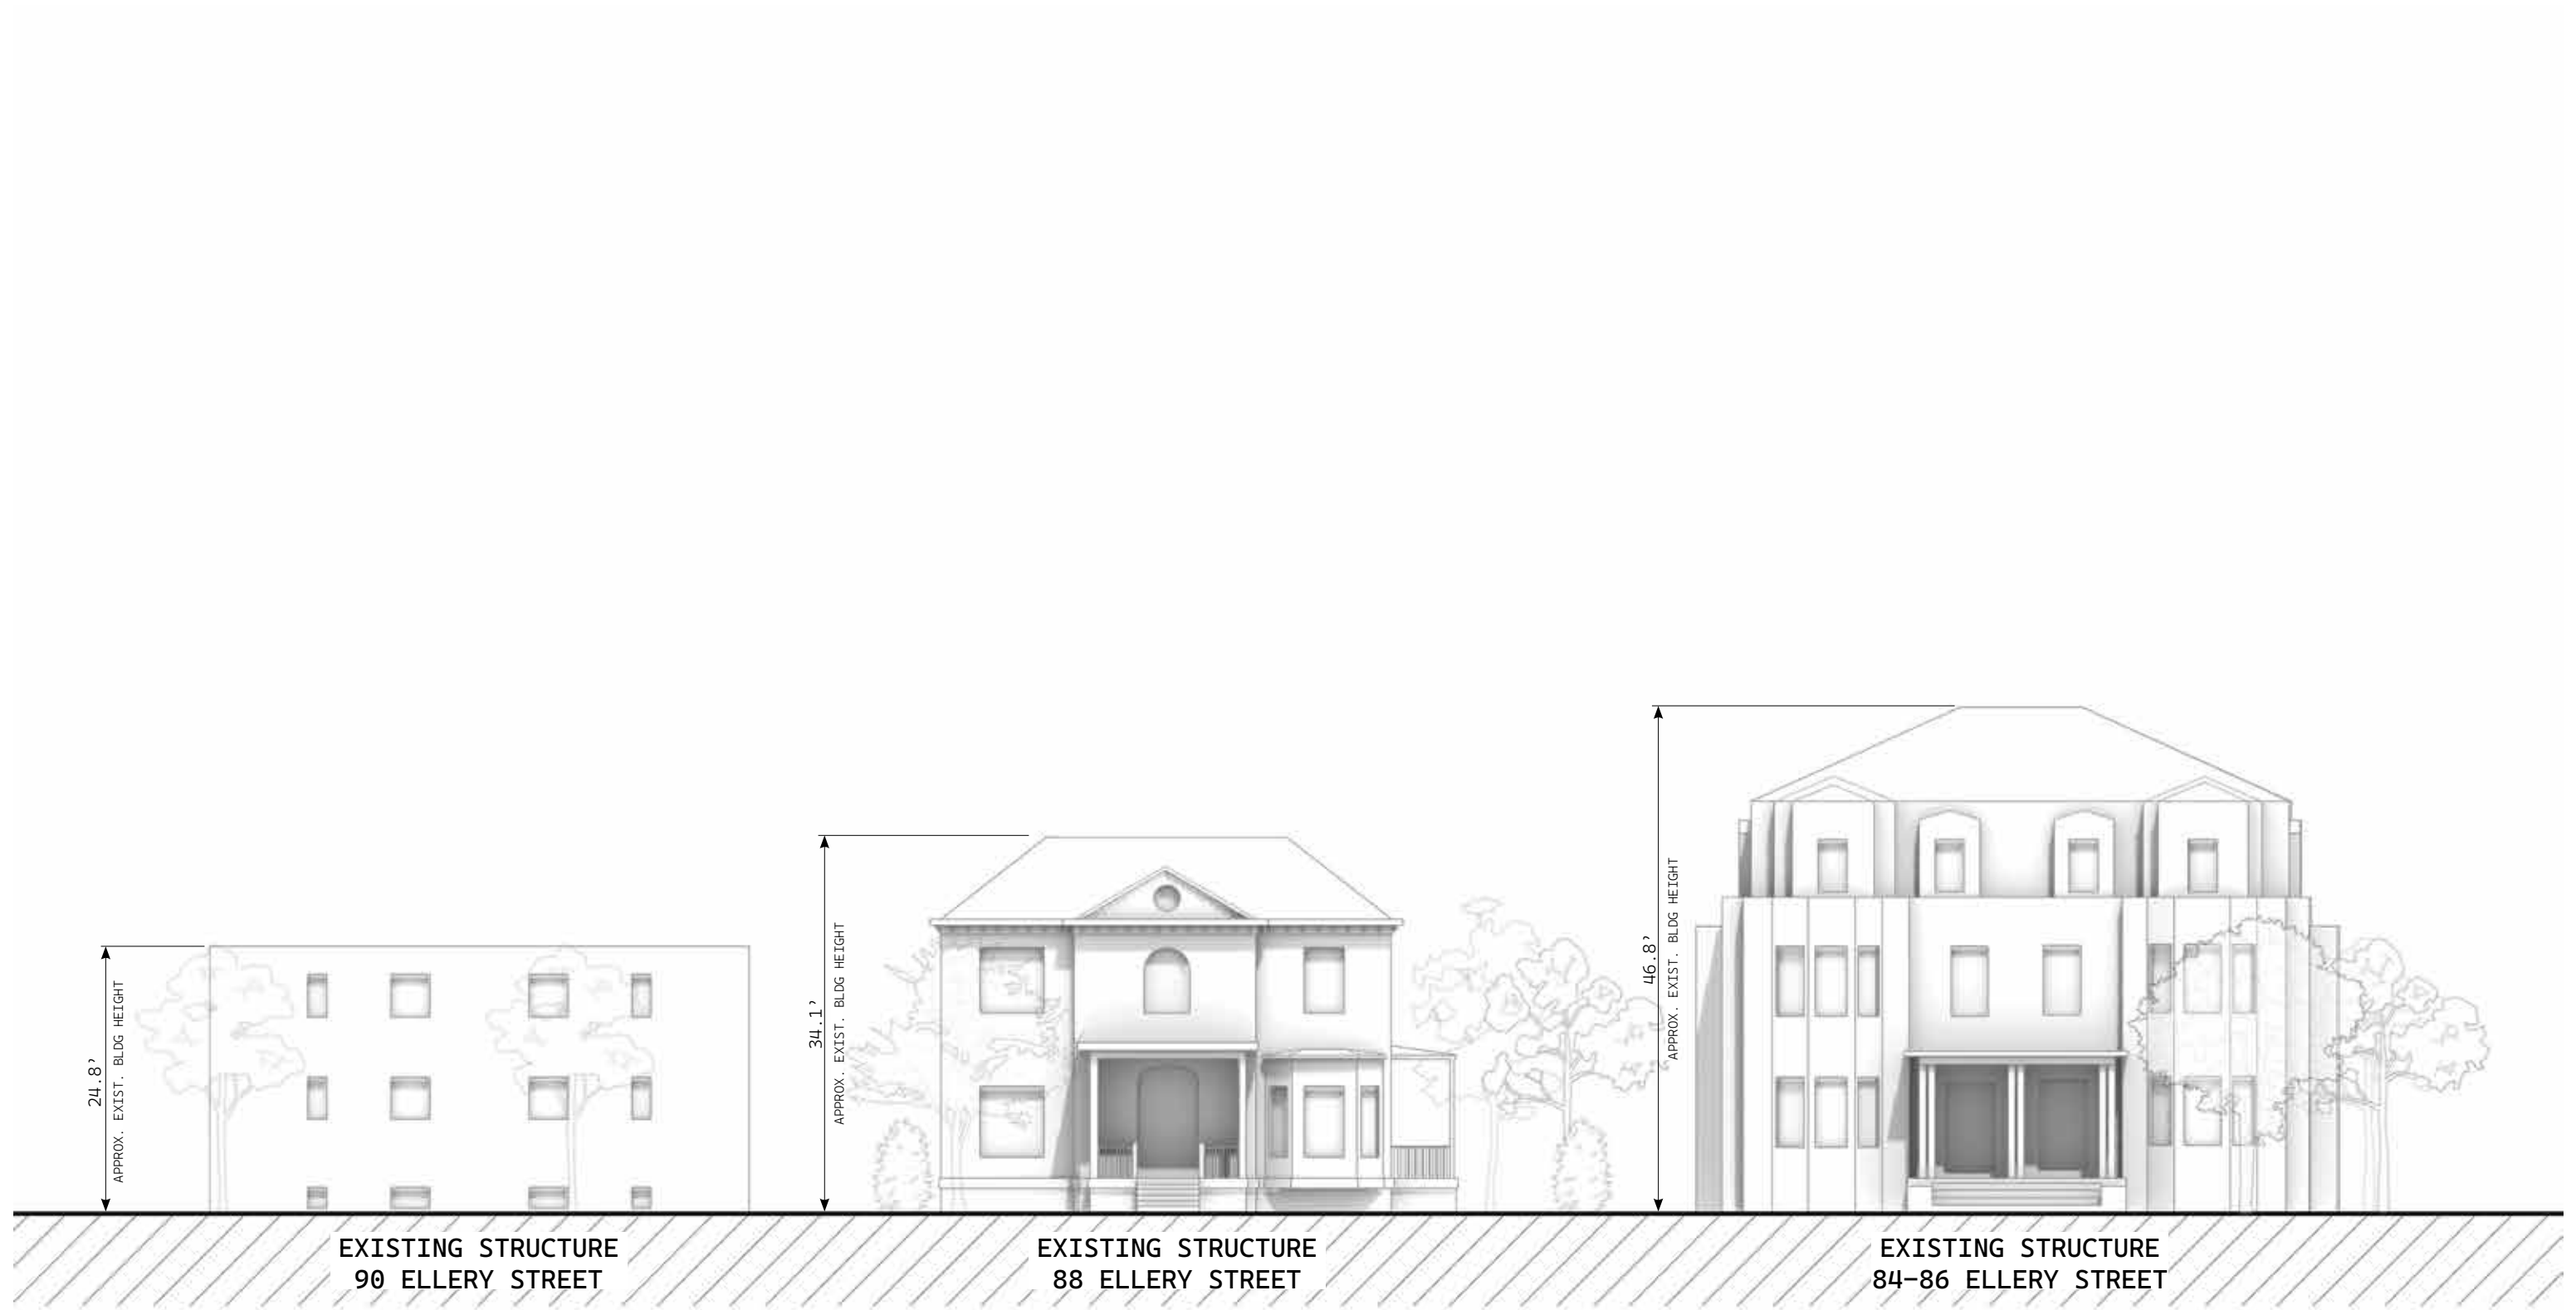 24.8’
APPROX. EXIST. BLDG HEIGHT
34.1’
APPROX. EXIST. BLDG HEIGHT
46.8’
APPROX. EXIST. BLDG HEIGHT
EXISTING STRUCTURE
90 ELLERY STREET
EXISTING STRUCTURE
88 ELLERY STREET
EXISTING STRUCTURE
84–86 ELLERY STREET